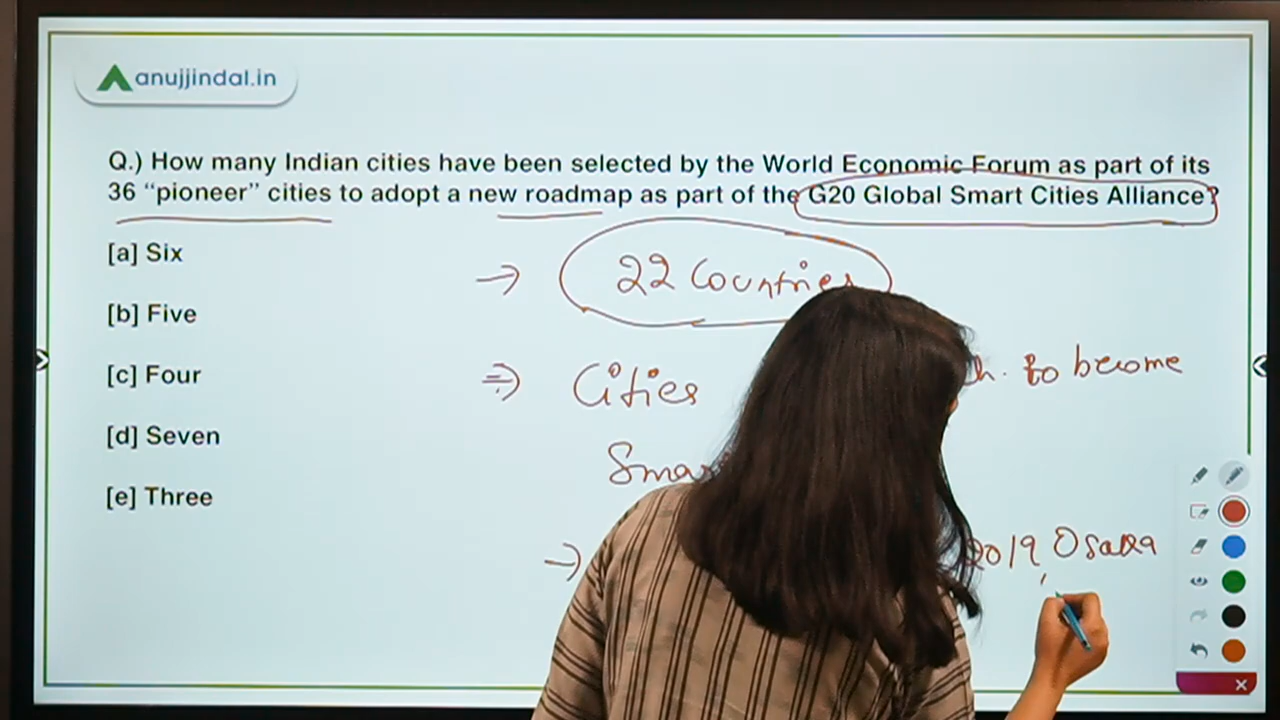 anujjindal.in
Q.) How many Indian cities have been selected by the World Economic Forum as part of its
36 “pioneer” cities to adopt a new roadmap as part of the G20 Global Smart Cities Alliance?
[a] Six
[b] Five
[c] Four
[d] Seven
[e] Three
→ 22 Countries
⇒ Cities to become
→ 2019, Osaka